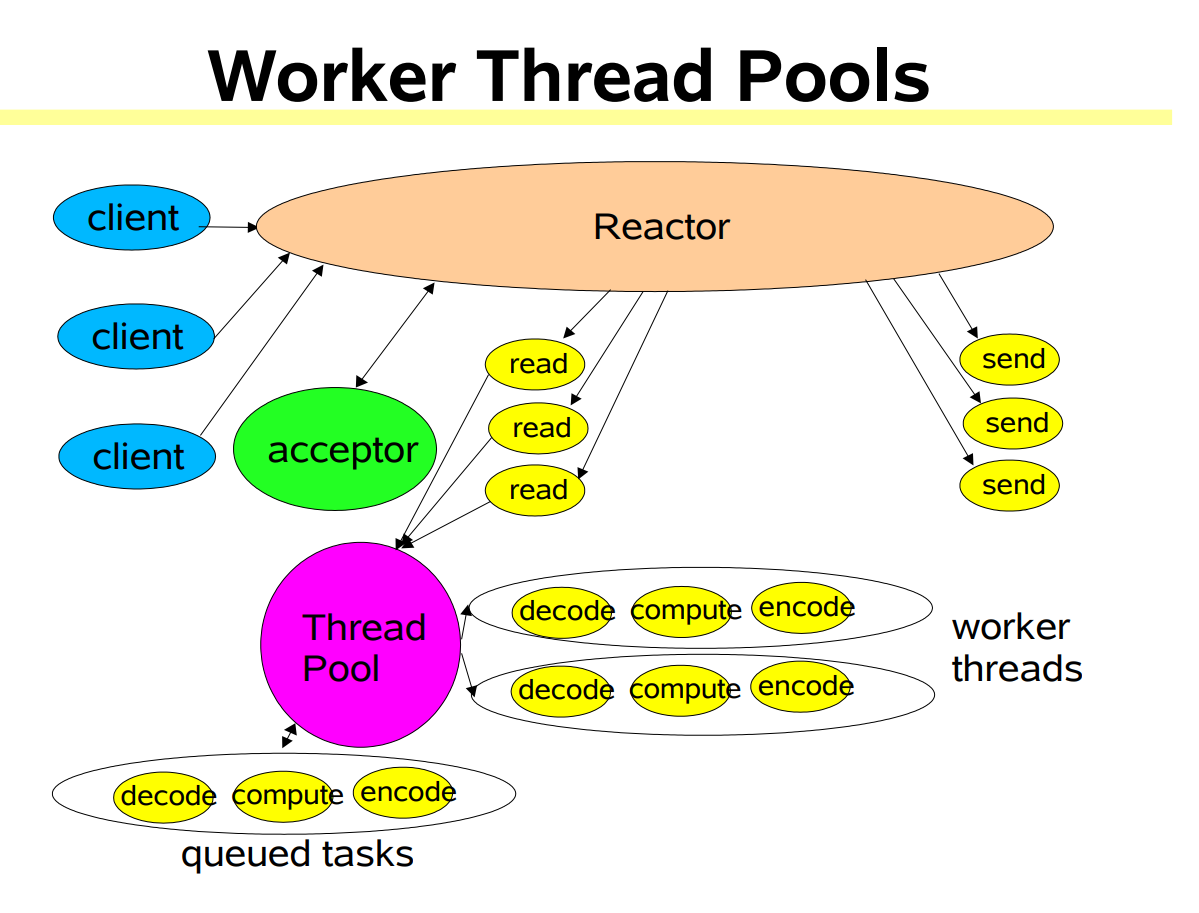 Worker Thread Pools
Reactor
client
client
client
acceptor
read
read
read
send
send
send
Thread
Pool
decode compute encode
decode compute encode
worker
threads
decode compute encode
queued tasks